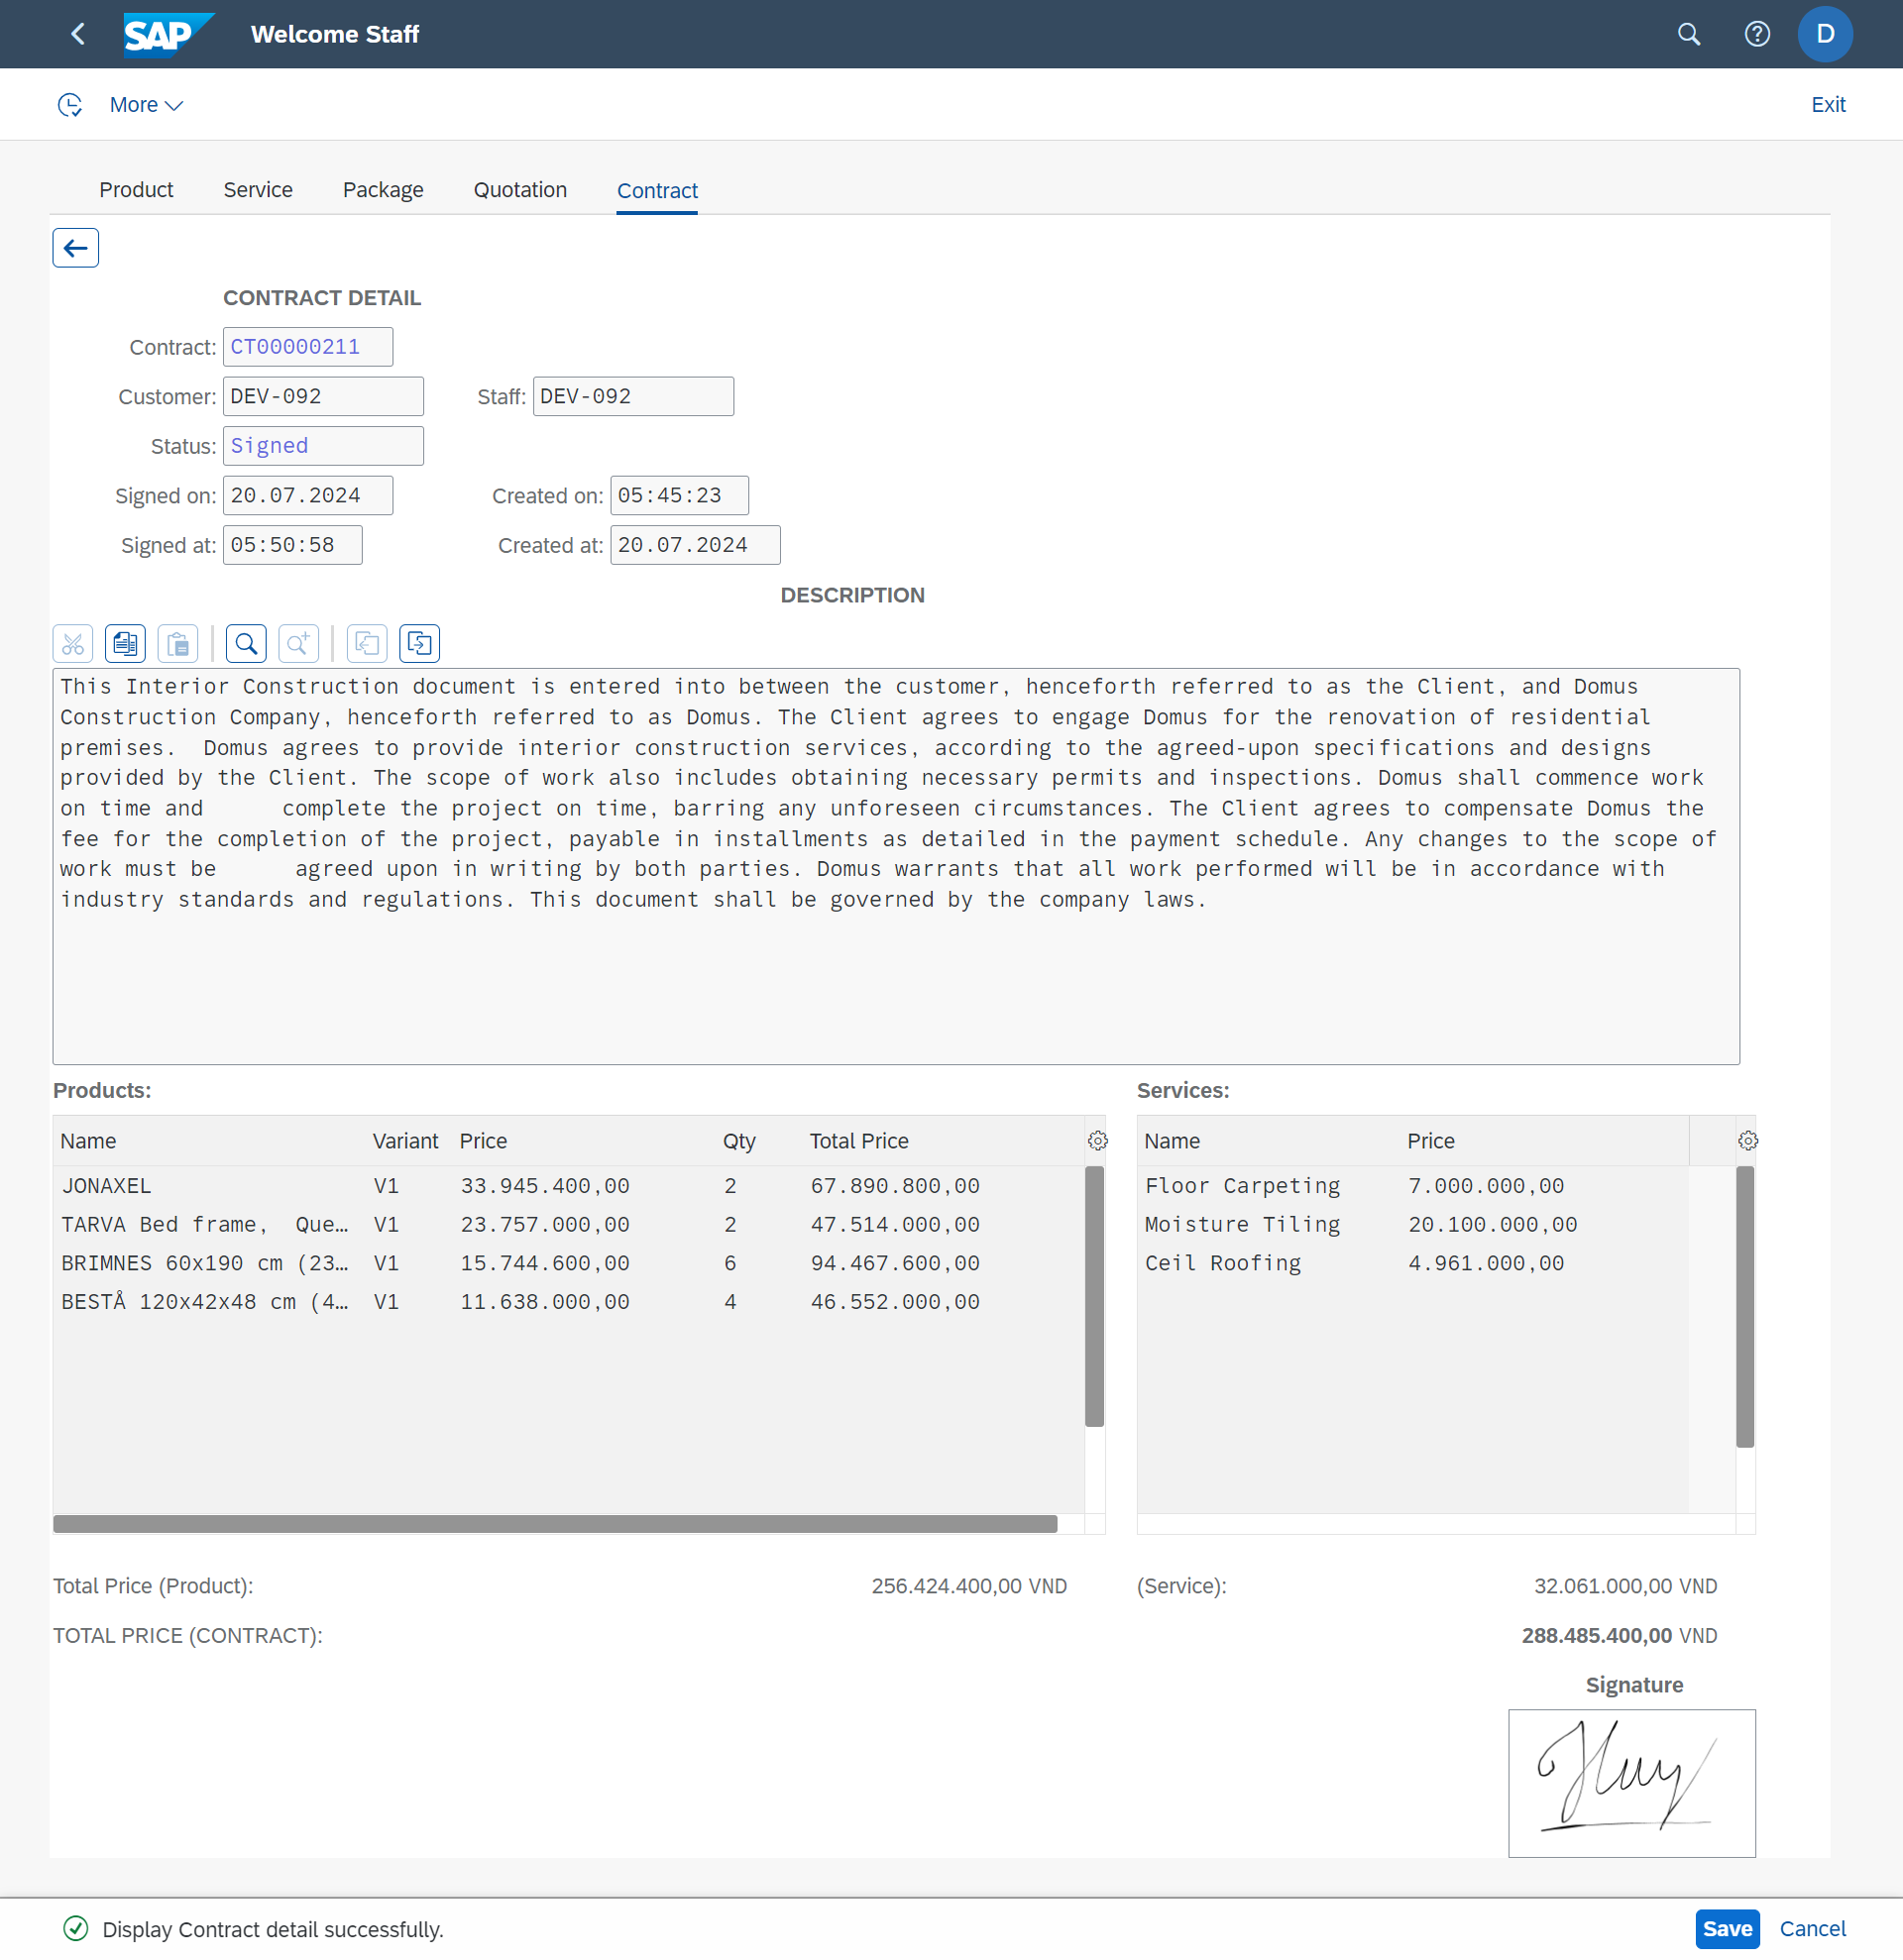 SAP Welcome Staff D
More Exit
Product Service Package Quotation Contract
CONTRACT DETAIL
Contract: CT00000211
Customer: DEV-092 Staff: DEV-092
Status: Signed
Signed on: 20.07.2024 Created on: 05:45:23
Signed at: 05:50:58 Created at: 20.07.2024
DESCRIPTION
This Interior Construction document is entered into between the customer, henceforth referred to as the Client, and Domus
Construction Company, henceforth referred to as Domus. The Client agrees to engage Domus for the renovation of residential
premises.  Domus agrees to provide interior construction services, according to the agreed-upon specifications and designs
provided by the Client. The scope of work also includes obtaining necessary permits and inspections. Domus shall commence work
on time and      complete the project on time, barring any unforeseen circumstances. The Client agrees to compensate Domus the
fee for the completion of the project, payable in installments as detailed in the payment schedule. Any changes to the scope of
work must be      agreed upon in writing by both parties. Domus warrants that all work performed will be in accordance with
industry standards and regulations. This document shall be governed by the company laws.
Products: Services:
Name Variant Price Qty Total Price Name Price
JONAXEL V1 33.945.400,00 2 67.890.800,00 Floor Carpeting 7.000.000,00
TARVA Bed frame,  Que… V1 23.757.000,00 2 47.514.000,00 Moisture Tiling 20.100.000,00
BRIMNES 60x190 cm (23… V1 15.744.600,00 6 94.467.600,00 Ceil Roofing 4.961.000,00
BESTÅ 120x42x48 cm (4… V1 11.638.000,00 4 46.552.000,00
Total Price (Product): 256.424.400,00 VND (Service): 32.061.000,00 VND
TOTAL PRICE (CONTRACT): 288.485.400,00 VND
Signature
Display Contract detail successfully. Save Cancel